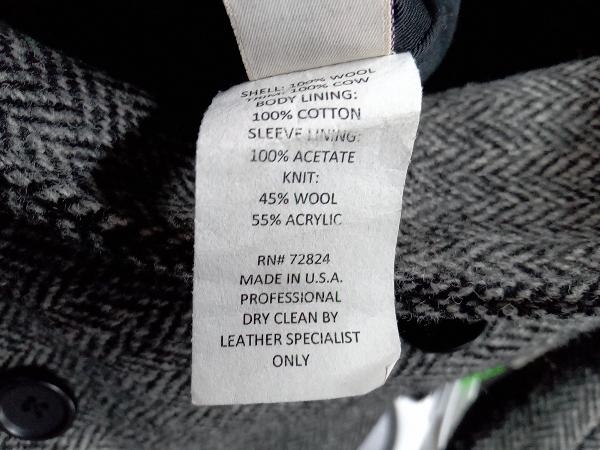 SHELL: 100% WOOL
TRIM: 100% COW
BODY LINING:
100% COTTON
SLEEVE LINING:
100% ACETATE
KNIT:
45% WOOL
55% ACRYLIC
RN# 72824
MADE IN U.S.A.
PROFESSIONAL
DRY CLEAN BY
LEATHER SPECIALIST
ONLY